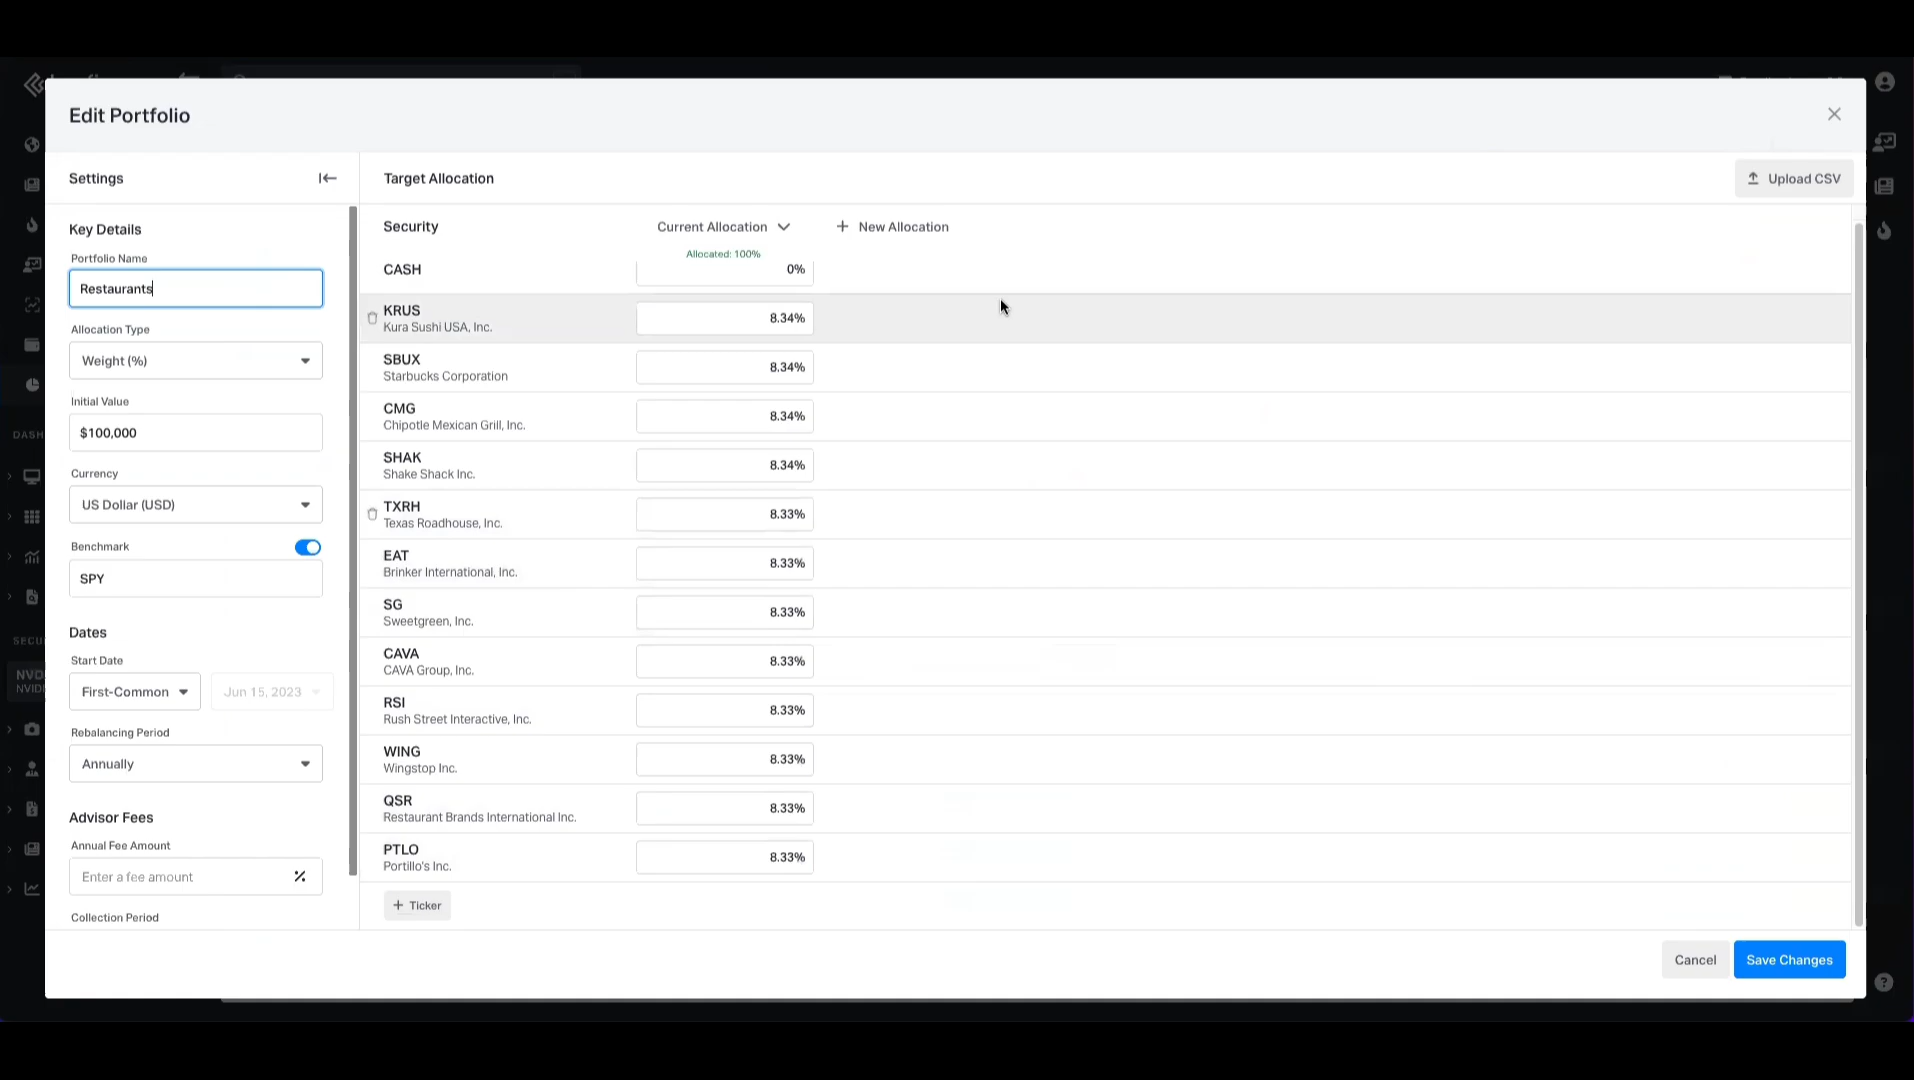 Edit Portfolio
Settings
Target Allocation
Upload CSV
Key Details
Security
Current Allocation
New Allocation
Allocated: 100%
Portfolio Name
Restaurants
CASH
0%
KRUS
Kura Sushi USA, Inc.
8.34%
Allocation Type
Weight (%)
SBUX
Starbucks Corporation
8.34%
Initial Value
$100,000
CMG
Chipotle Mexican Grill, Inc.
8.34%
DASH
Currency
US Dollar (USD)
SHAK
Shake Shack Inc.
8.34%
TXRH
Texas Roadhouse, Inc.
8.33%
Benchmark
SPY
EAT
Brinker International, Inc.
8.33%
SG
Sweetgreen, Inc.
8.33%
Dates
SECU
Start Date
First-Common
Jun 15, 2023
CAVA
CAVA Group, Inc.
8.33%
NVD
NVIDI
RSI
Rush Street Interactive, Inc.
8.33%
Rebalancing Period
Annually
WING
Wingstop Inc.
8.33%
Advisor Fees
QSR
Restaurant Brands International Inc.
8.33%
Annual Fee Amount
Enter a fee amount
%
PTLO
Portillo's Inc.
8.33%
Collection Period
Ticker
Cancel
Save Changes